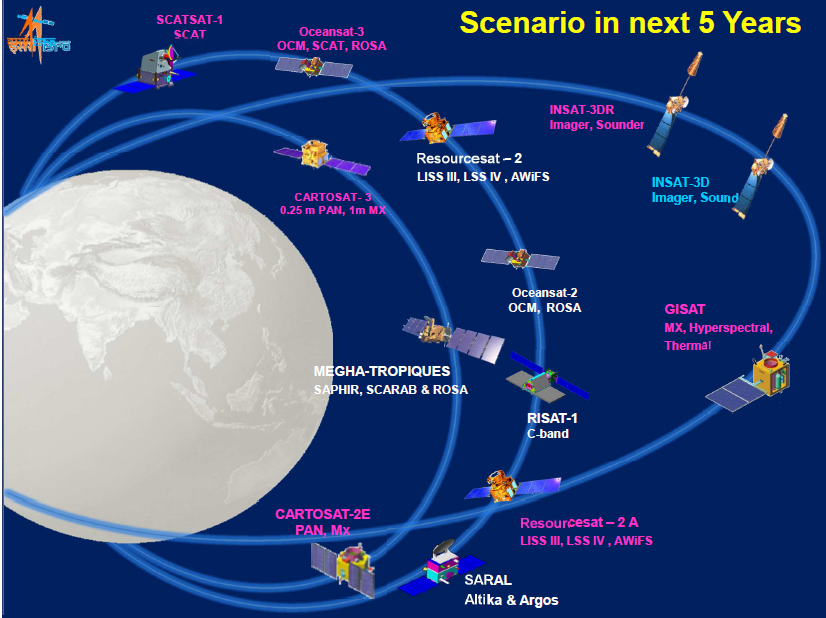 Scenario in next 5 Years
इसरो isro
SCATSAT-1
SCAT
Oceansat-3
OCM, SCAT, ROSA
INSAT-3DR
Imager, Sounder
Resourcesat – 2
LISS III, LSS IV , AWiFS
INSAT-3D
Imager, Sound
CARTOSAT- 3
0.25 m PAN, 1m MX
Oceansat-2
OCM, ROSA
GISAT
MX, Hyperspectral,
Thermal
MEGHA-TROPIQUES
SAPHIR, SCARAB & ROSA
RISAT-1
C-band
CARTOSAT-2E
PAN, Mx
Resourcesat – 2 A
LISS III, LSS IV , AWiFS
SARAL
Altika & Argos